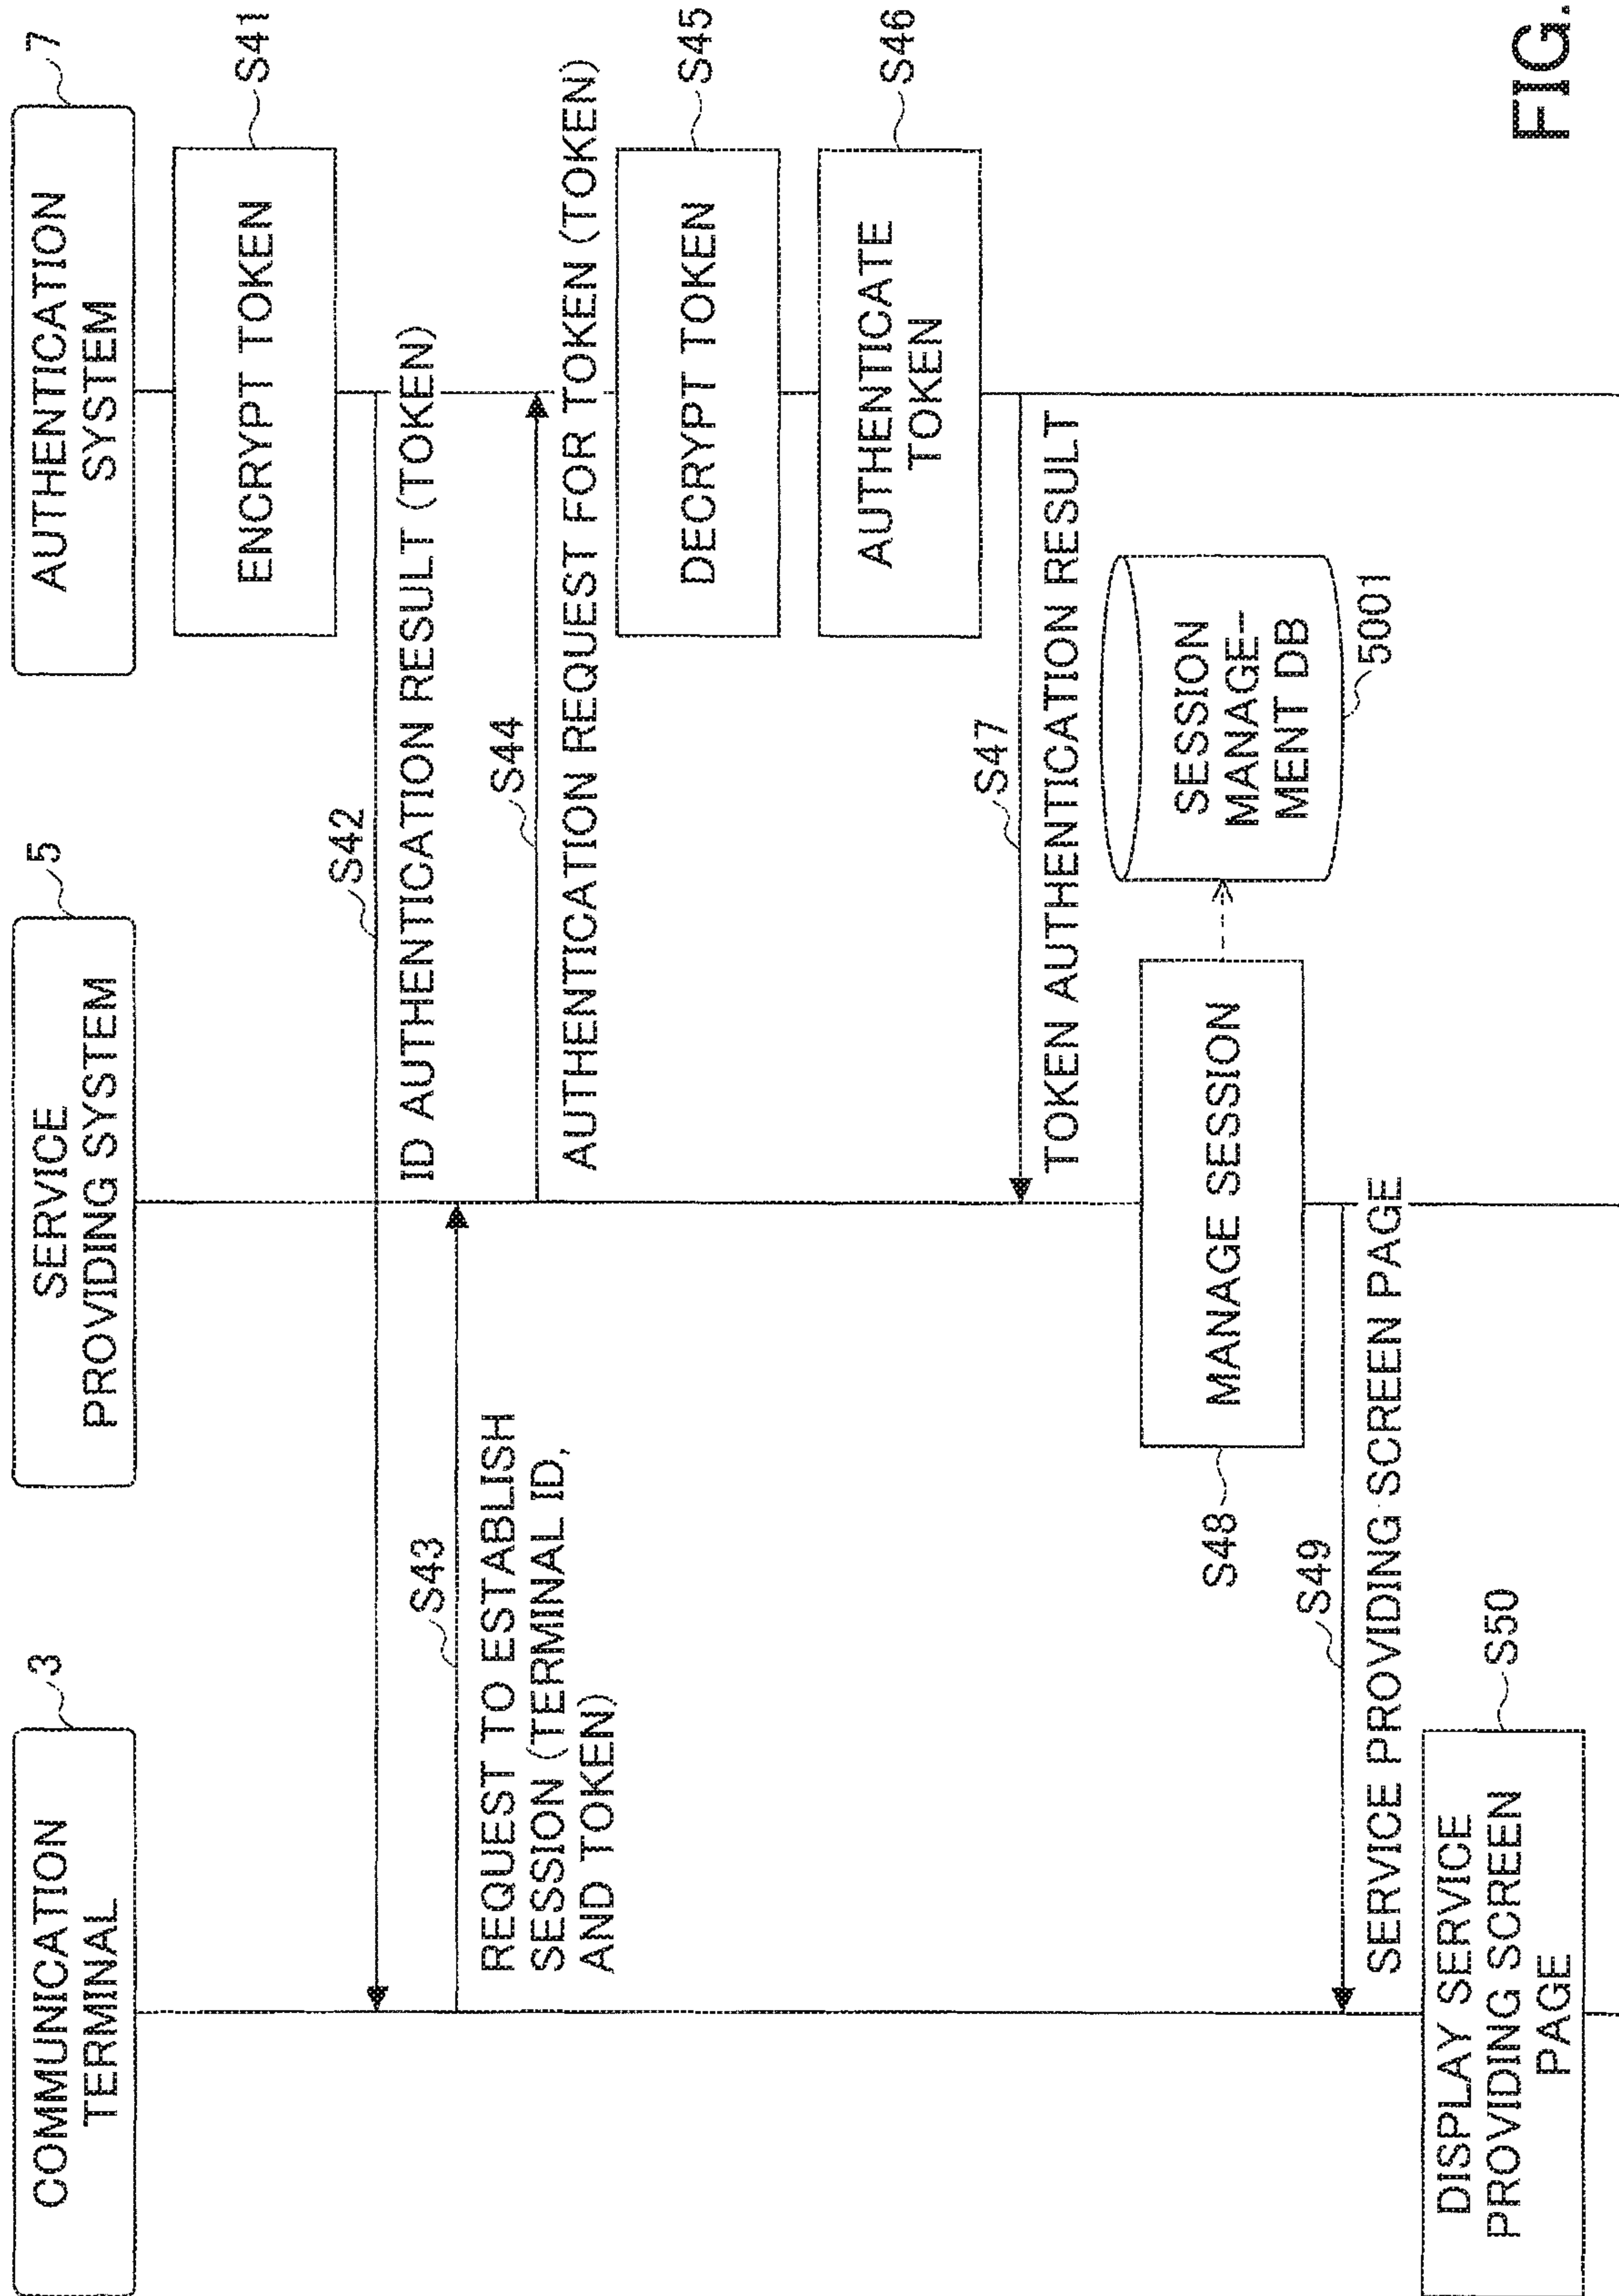 COMMUNICATION
TERMINAL
3
SERVICE
PROVIDING SYSTEM
5
AUTHENTICATION
SYSTEM
7
ENCRYPT TOKEN
S41
S42
ID AUTHENTICATION RESULT (TOKEN)
S43
REQUEST TO ESTABLISH
SESSION (TERMINAL ID,
AND TOKEN)
S44
AUTHENTICATION REQUEST FOR TOKEN (TOKEN)
DECRYPT TOKEN
S45
AUTHENTICATE
TOKEN
S46
S47
TOKEN AUTHENTICATION RESULT
S48
MANAGE SESSION
SESSION
MANAGE-
MENT DB
5001
S49
SERVICE PROVIDING SCREEN PAGE
DISPLAY SERVICE
PROVIDING SCREEN
PAGE
S50
FIG.